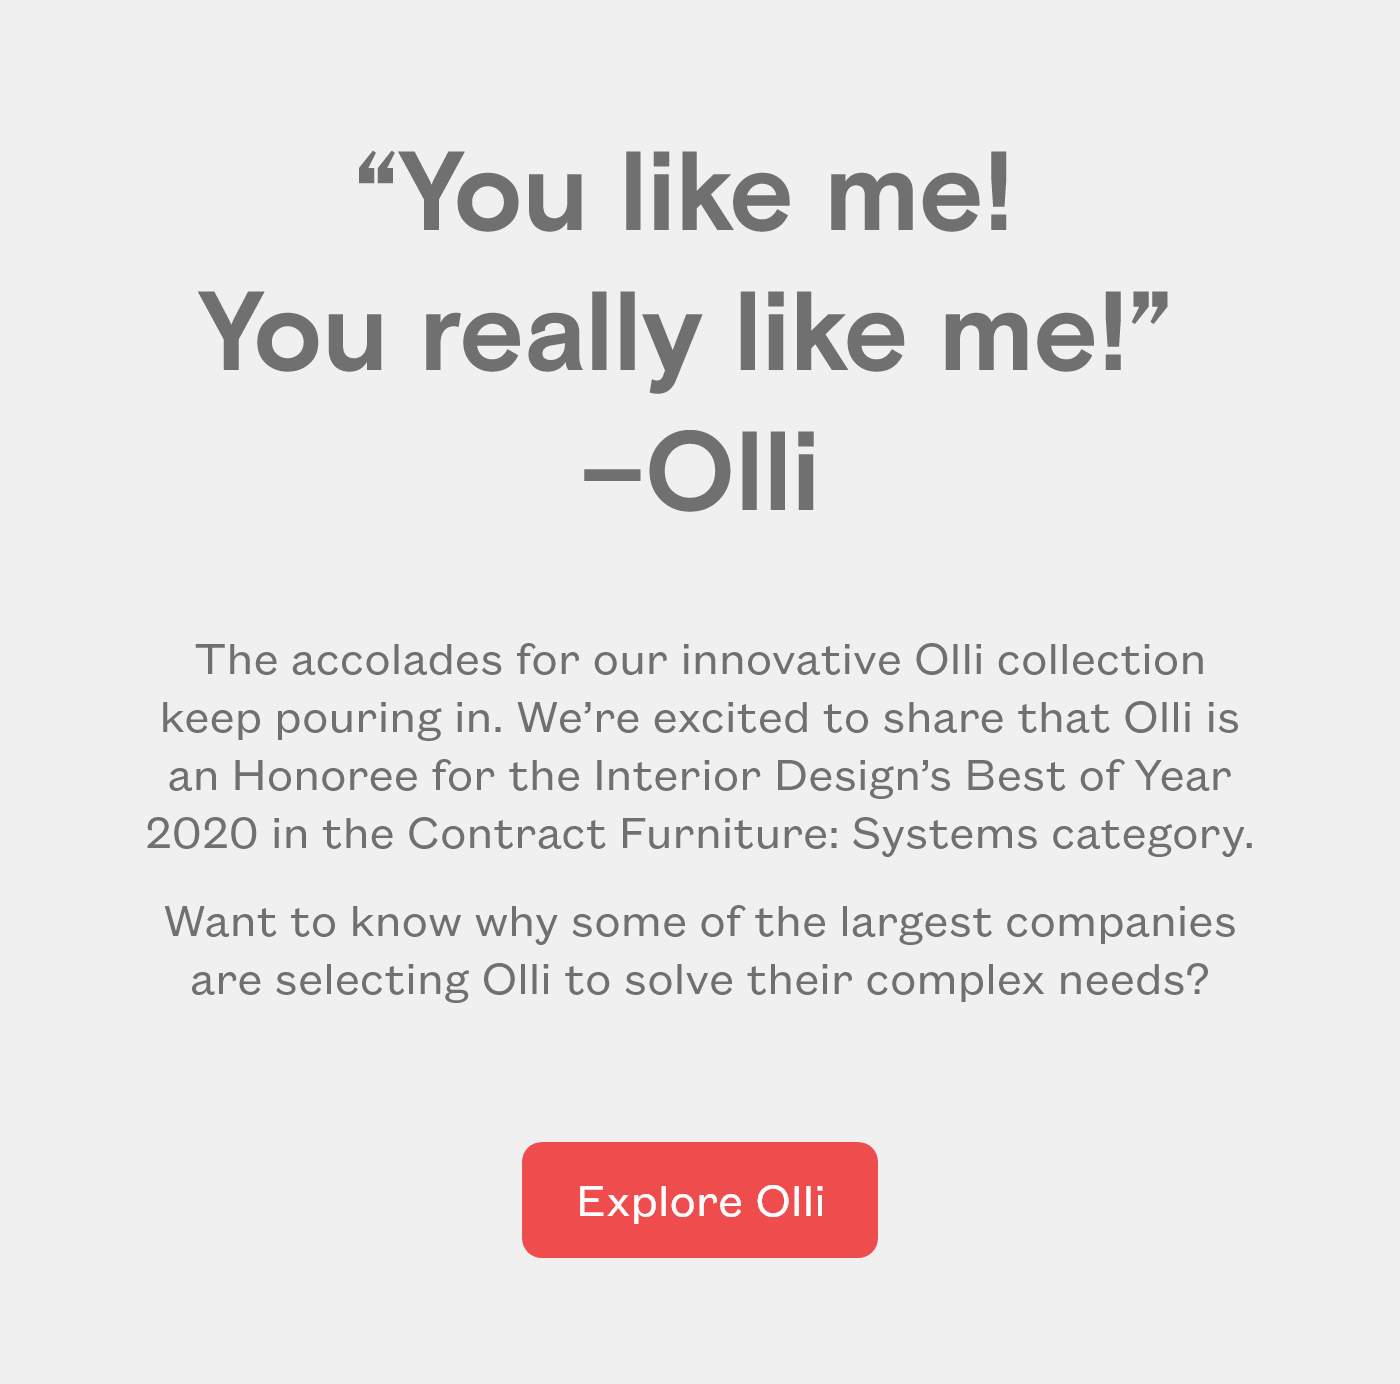 “You like me!
You really like me!”
–Olli
The accolades for our innovative Olli collection
keep pouring in. We’re excited to share that Olli is
an Honoree for the Interior Design’s Best of Year
2020 in the Contract Furniture: Systems category.
Want to know why some of the largest companies
are selecting Olli to solve their complex needs?
Explore Olli